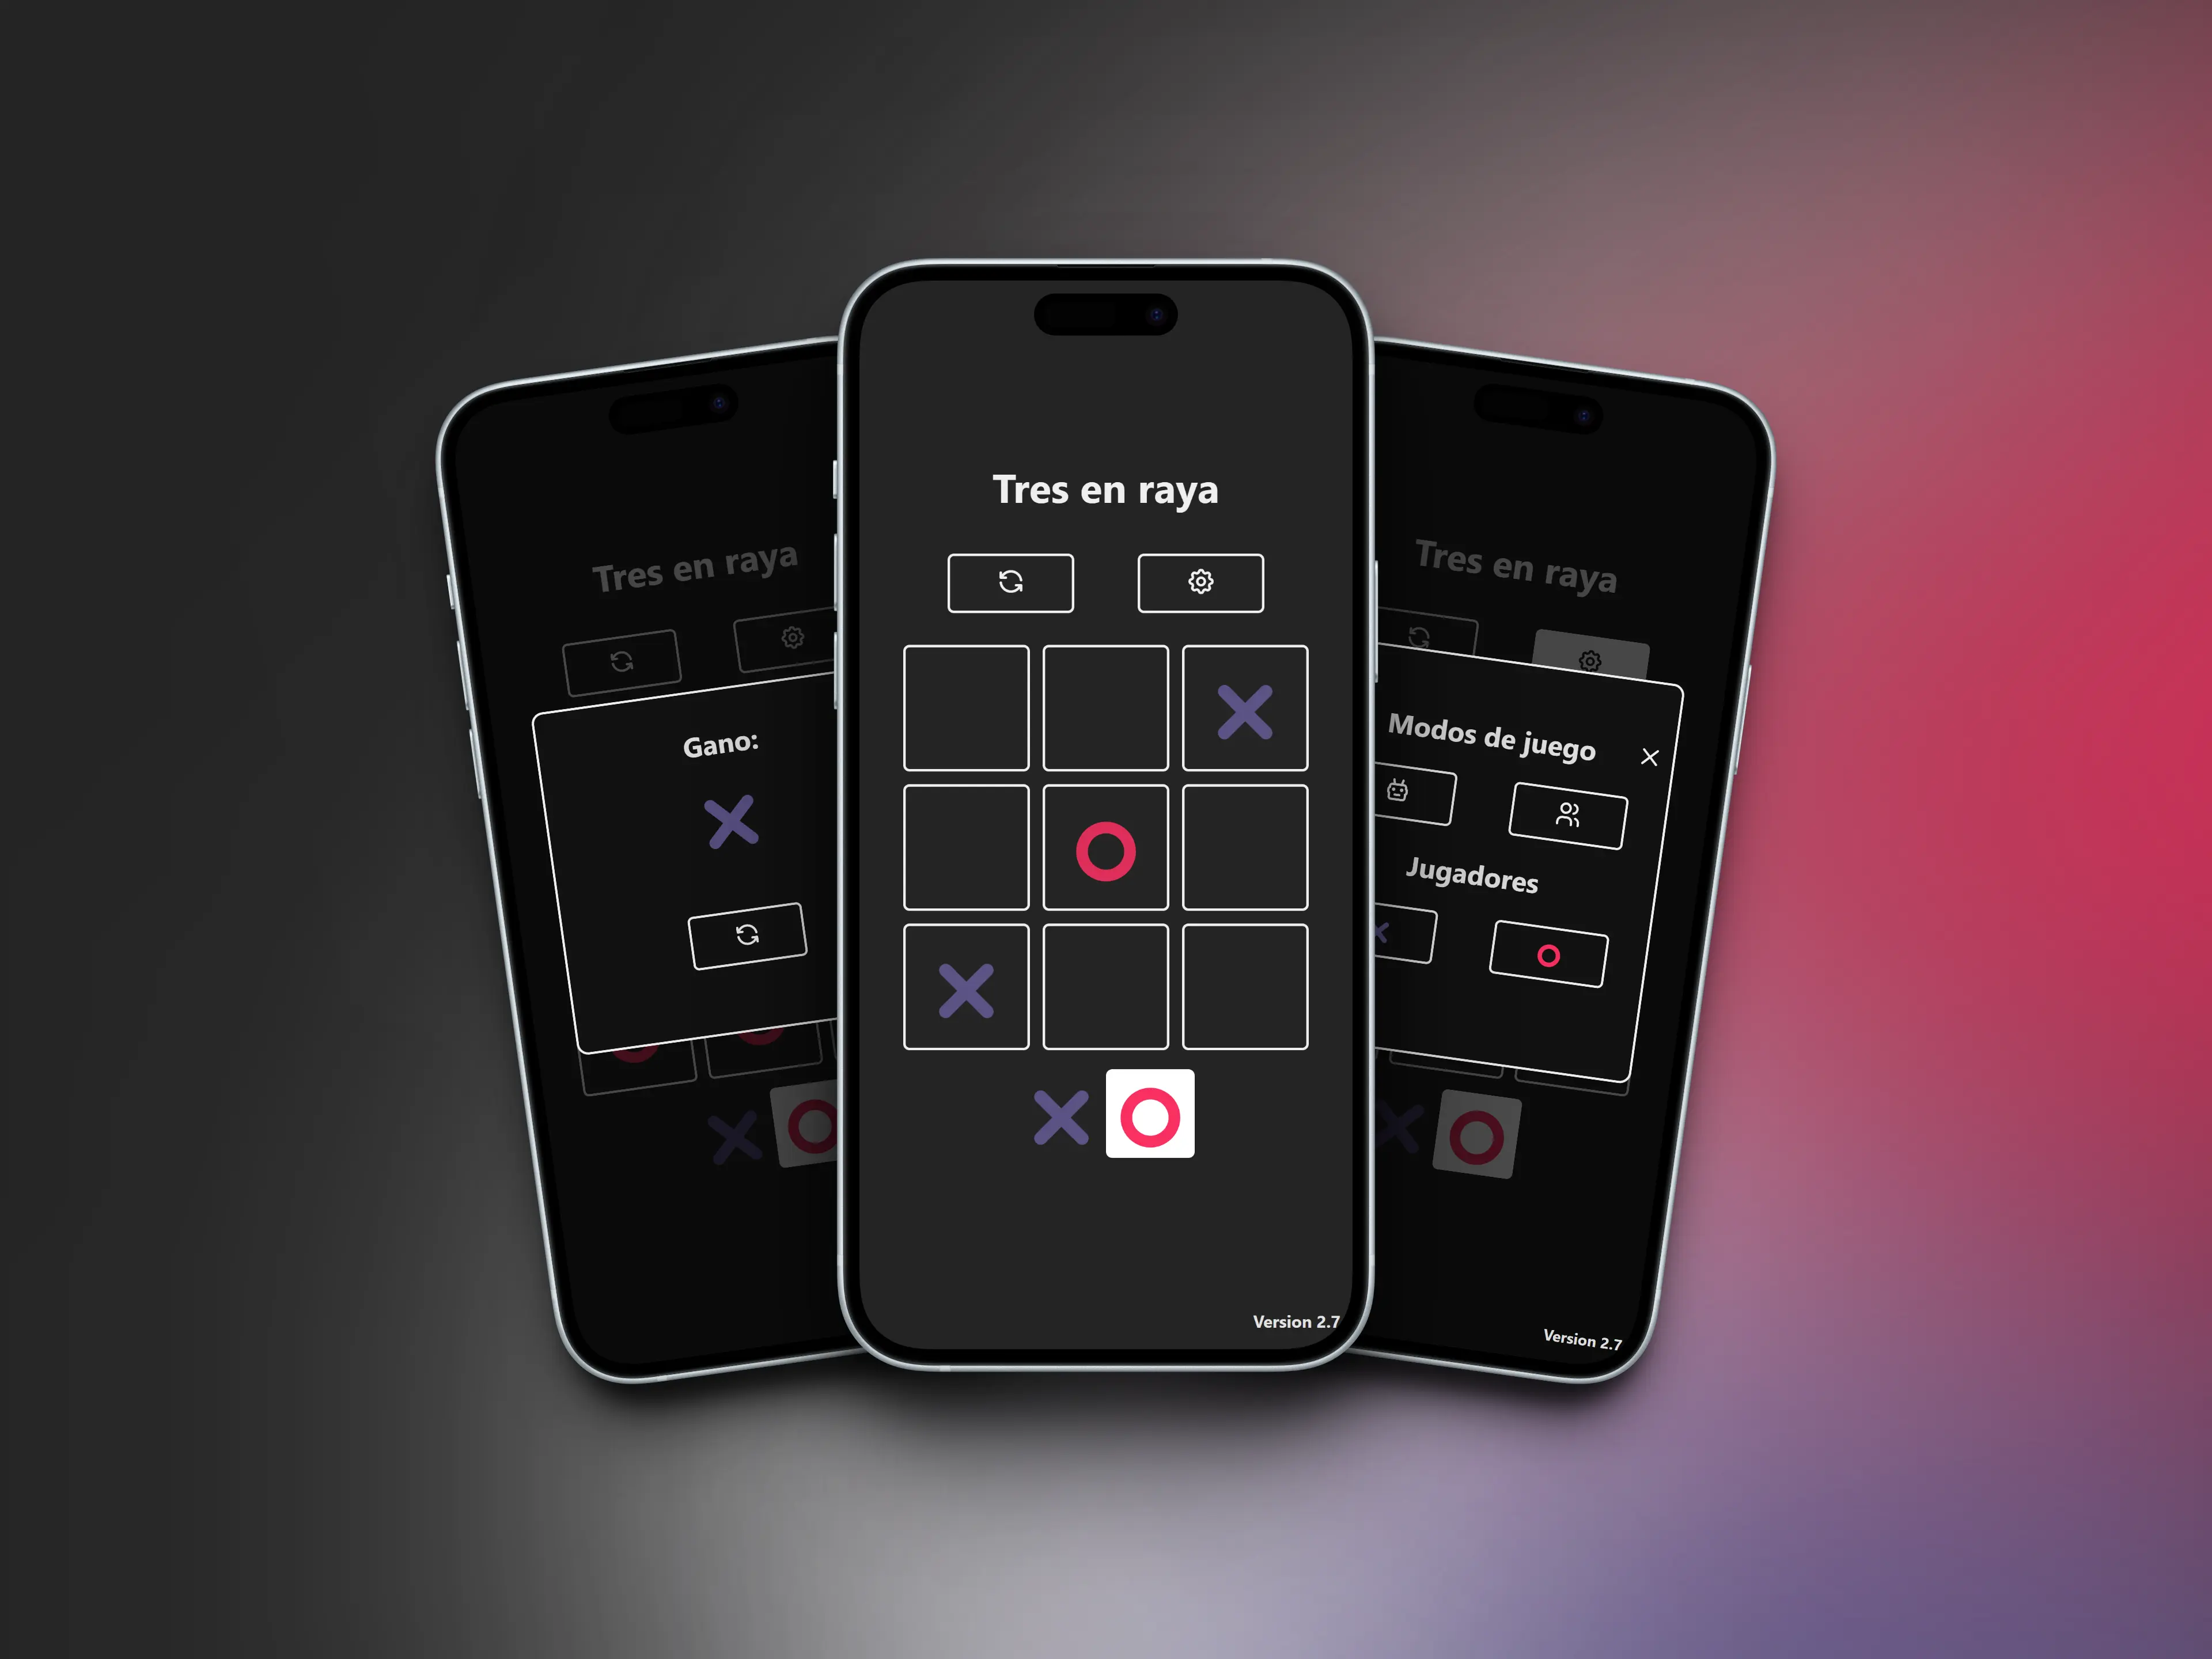 Tres en raya
Gano:
Tres en raya
Version 2.7
Tres en raya
Modos de juego
Jugadores
Version 2.7